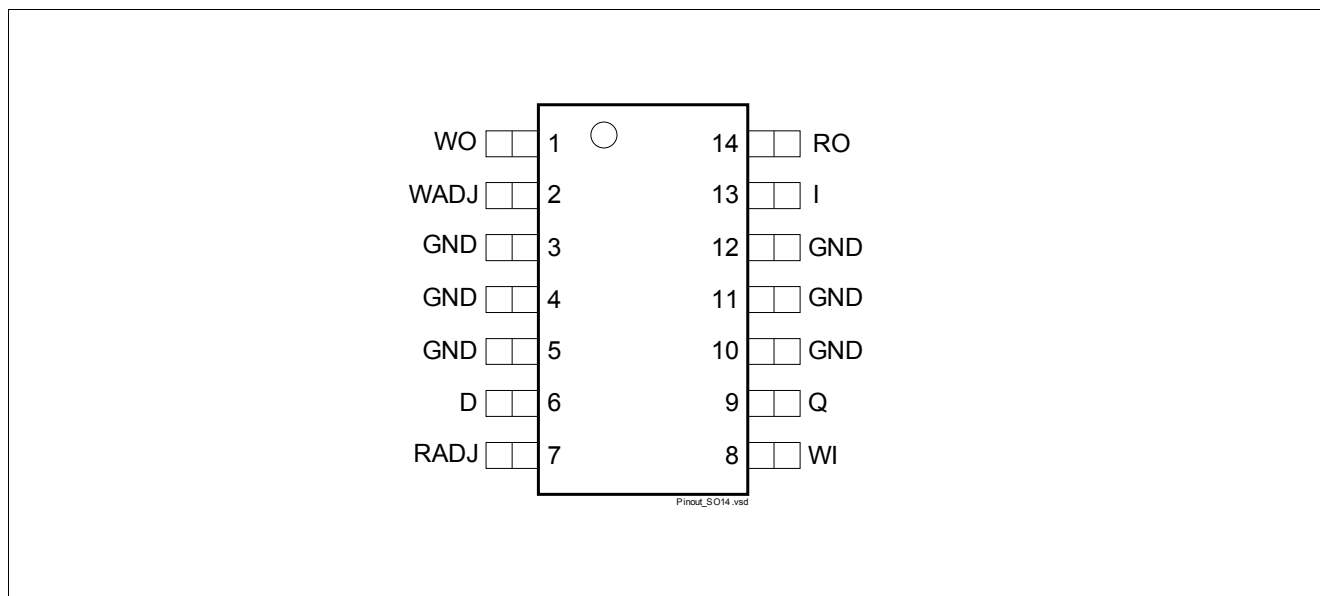 WO 1 14 RO
WADJ 2 13 I
GND 3 12 GND
GND 4 11 GND
GND 5 10 GND
D 6 9 Q
RADJ 7 8 WI
Pinout_SO14.vsd